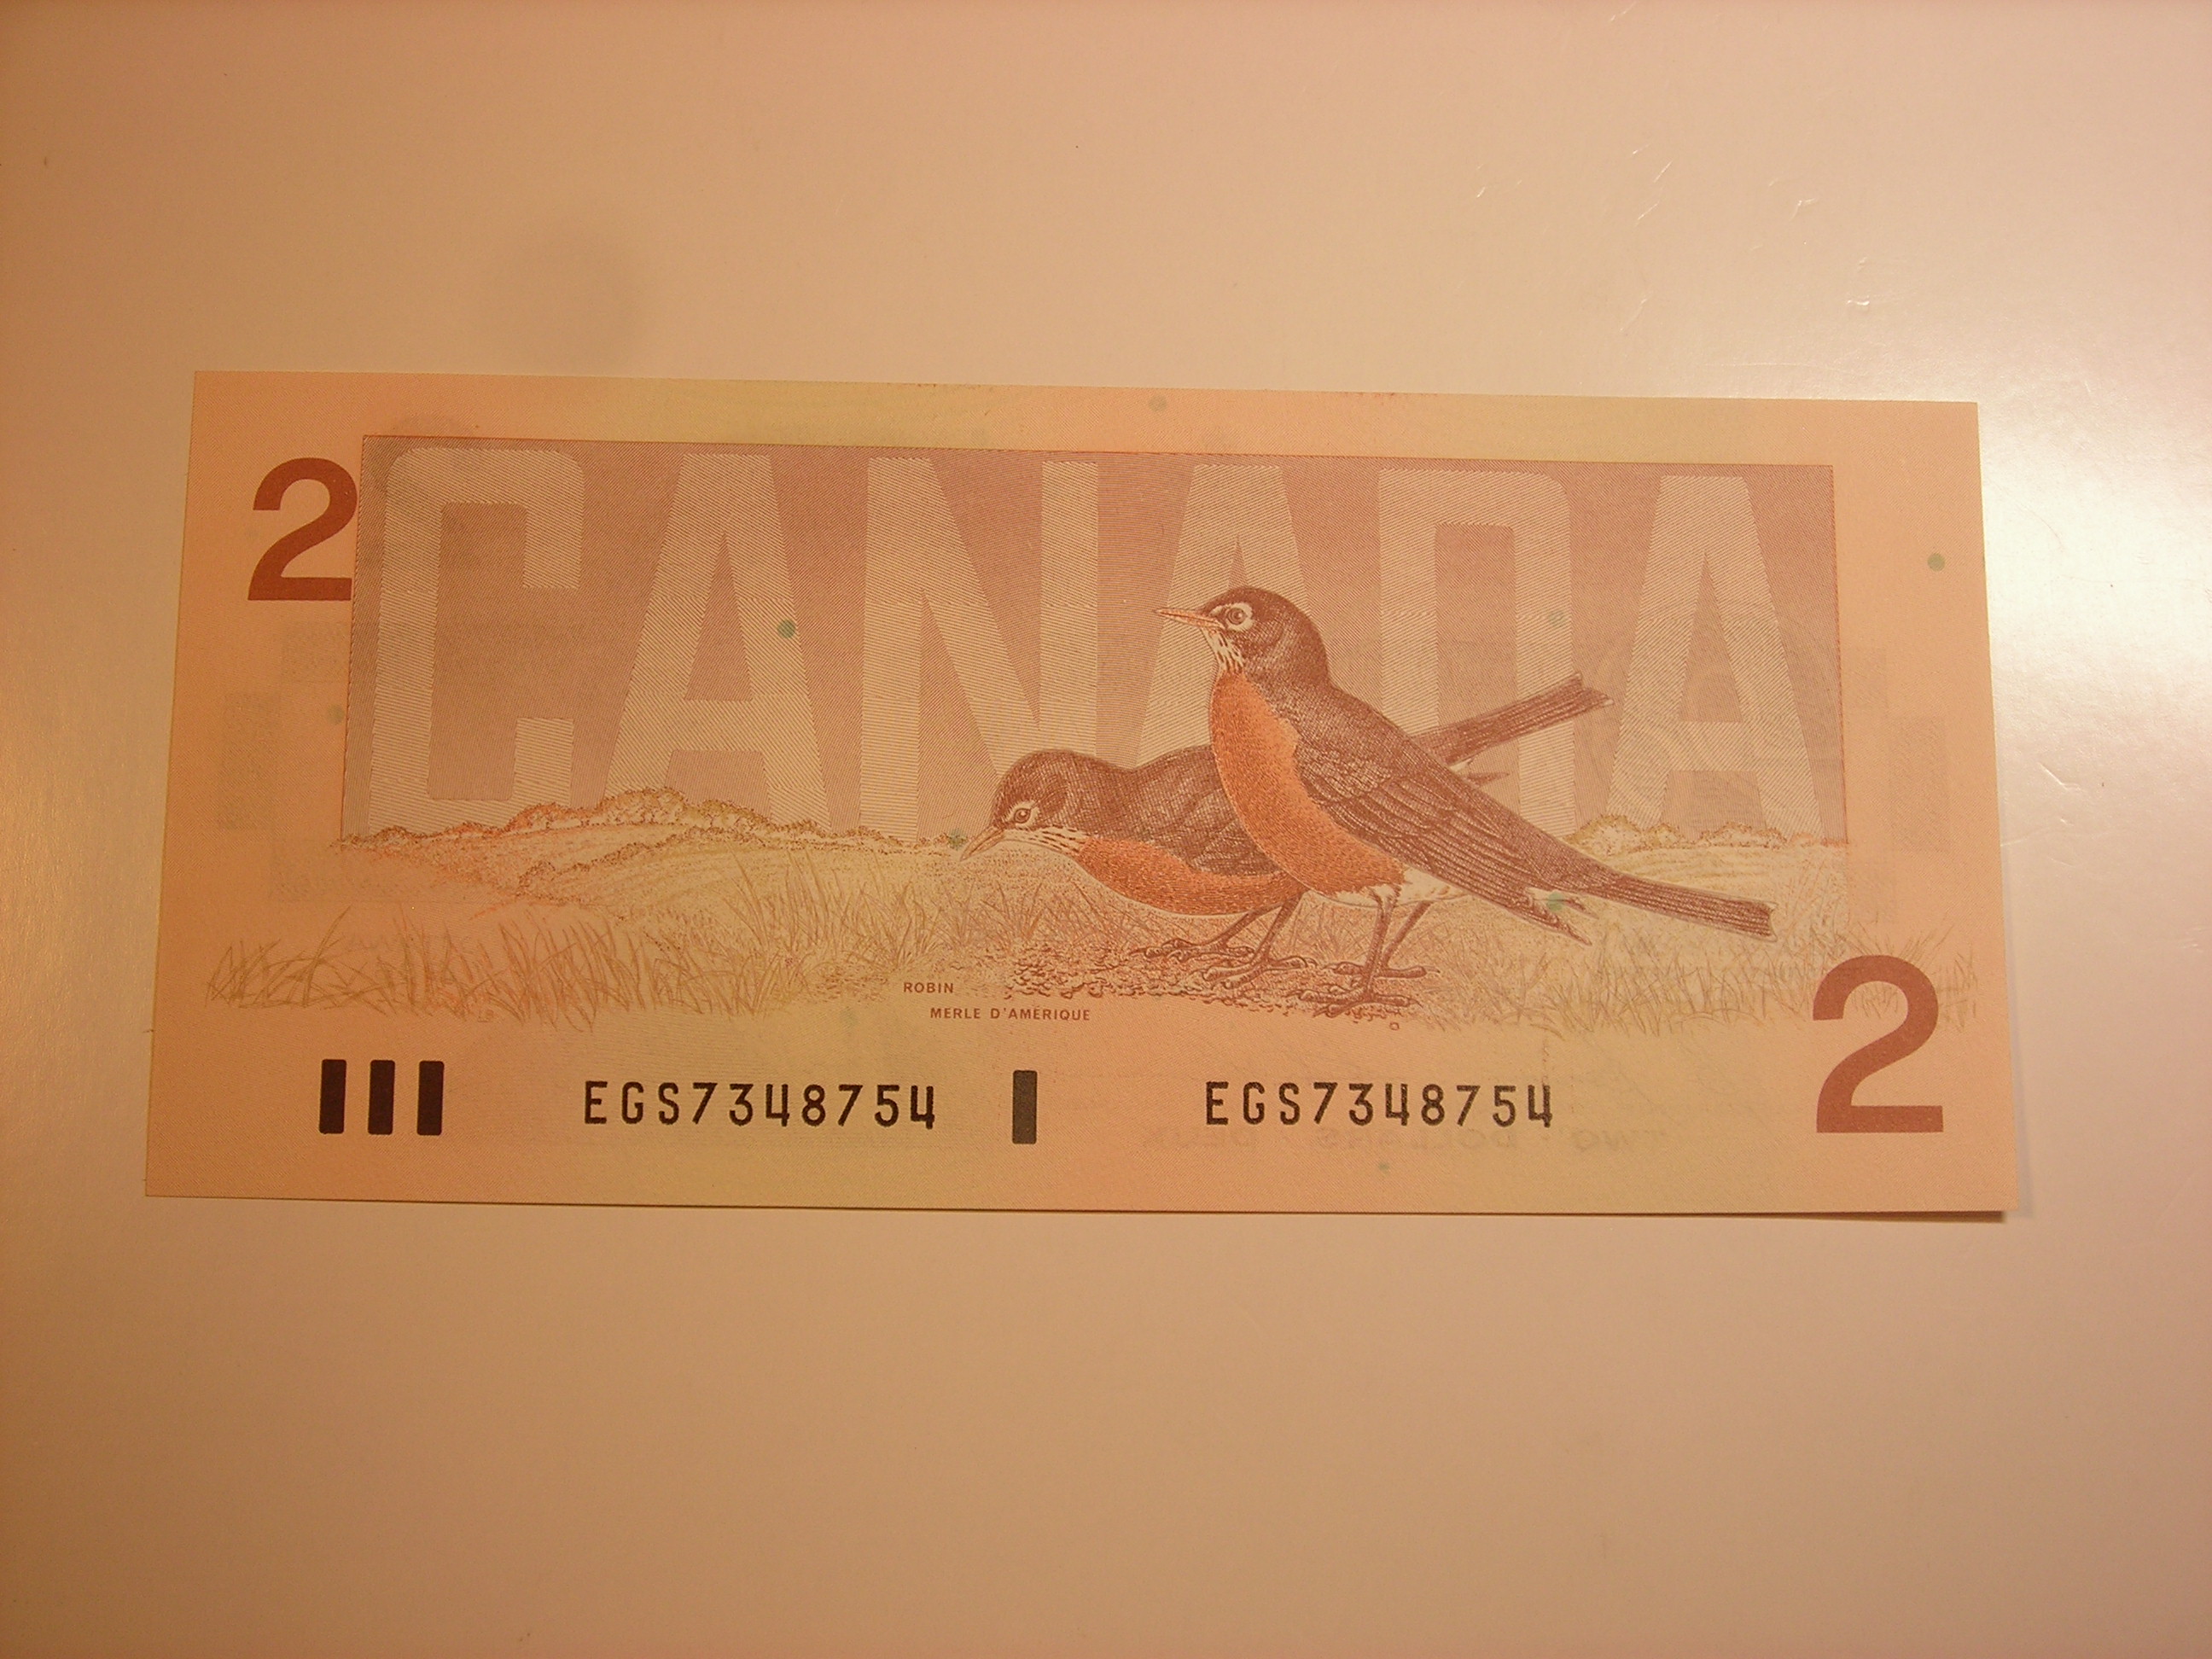 2
CANADA
ROBIN
MERLE D'AMÉRIQUE
2
EGS7348754
EGS7348754